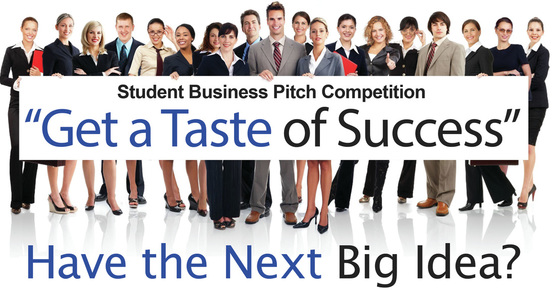 Student Business Pitch Competition
“Get a Taste of Success”
Have the Next Big Idea?